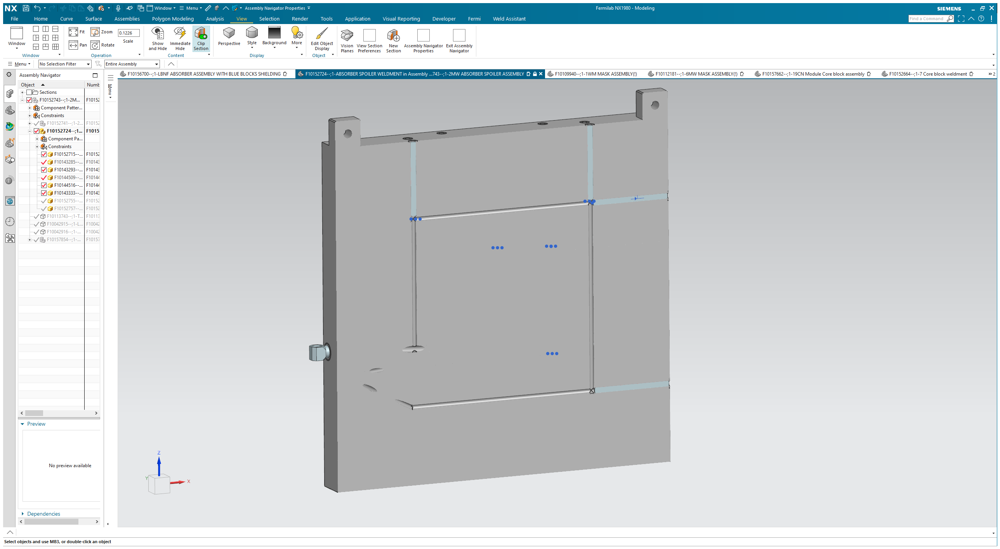 NX Window Menu Assembly Navigator Properties Fermilab NX1980 - Modeling SIEMENS
File Home Curve Surface Assemblies Polygon Modeling Analysis View Selection Render Tools Application Visual Reporting Developer Fermi Weld Assistant Find a Command
Window Fit Zoom 0.1226 Scale Pan Rotate Show and Hide Immediate Hide Clip Section Perspective Style Background More Edit Object Display Vision Planes View Section Preferences New Section Assembly Navigator Properties Exit Assembly Navigator
Window Operation Content Display Object
Menu No Selection Filter Entire Assembly
F10156700--;1-LBNF ABSORBER ASSEMBLY WITH BLUE BLOCKS SHIELDING F10152724--;1-ABSORBER SPOILER WELDMENT in Assembly ...743--;1-2MW ABSORBER SPOILER ASSEMBLY F10109940--;1-1WM MASK ASSEMBLY(!) F10112181--;1-6MW MASK ASSEMBLY(!) F10157662--;1-19CN Module Core block assembly F10152664--;1-7 Core block weldment 2
Assembly Navigator
Menu
Object Numb
Sections
F10152743--;1-2M... F10152
Component Patter...
Constraints
F10152741--;1-2... F10152
F10152724--;1... F1015
Component Pa...
Constraints
F10152715--... F10152
F10143285--... F10143
F10143293--... F10143
F10144509--... F10144
F10144516--... F10144
F10143333--... F10143
F10152755--... F10152
F10152757--... F10152
F10113743--;1-T... F10113
F10042915--;1-L... F10042
F10042916--;1-... F10042
F10157854--;1-... F10157
Preview
No preview available
Dependencies
Z
Y
X
Select objects and use MB3, or double-click an object